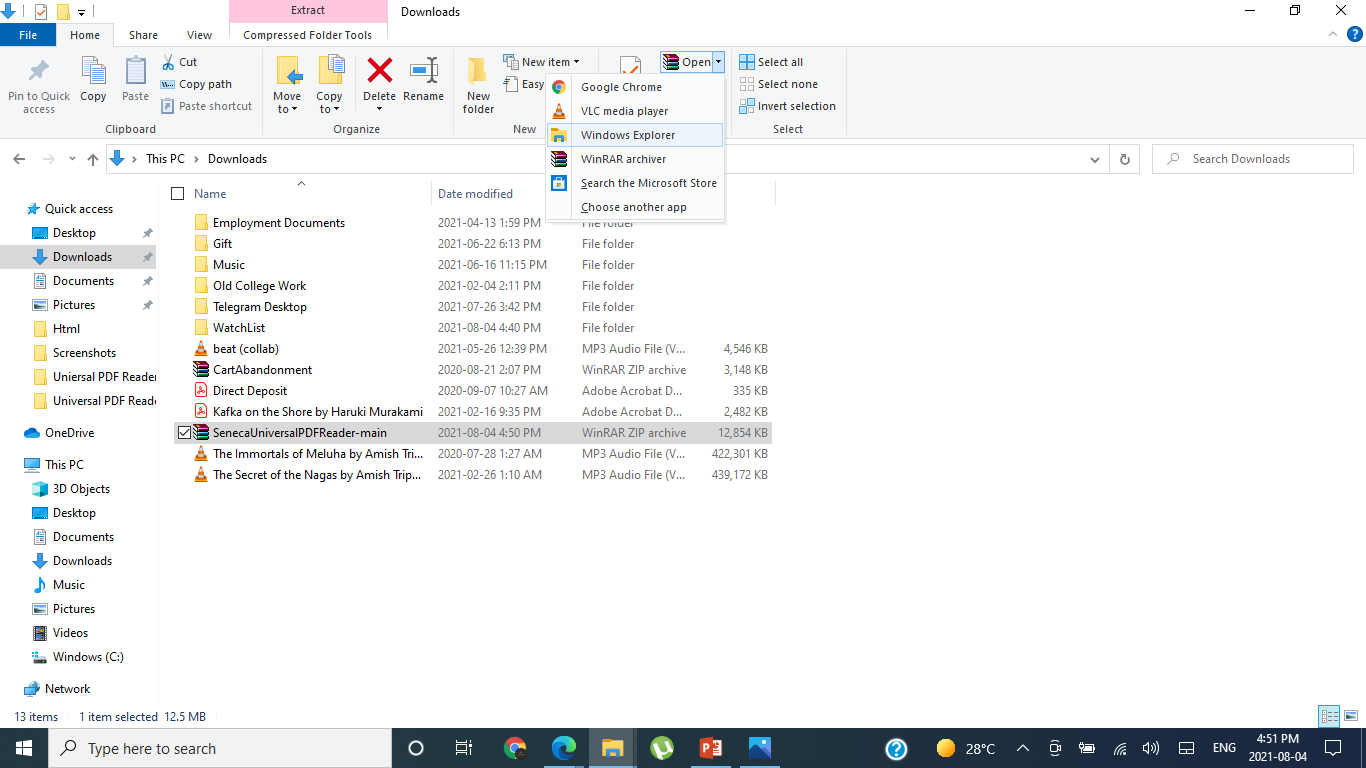 Extract
Downloads
File
Home
Share
View
Compressed Folder Tools
Pin to Quick access
Copy
Paste
Cut
Copy path
Paste shortcut
Clipboard
Move to
Copy to
Delete
Rename
Organize
New folder
New item
Easy
New
Open
Select all
Select none
Invert selection
Select
Google Chrome
VLC media player
Windows Explorer
WinRAR archiver
Search the Microsoft Store
Choose another app
This PC > Downloads
Search Downloads
Name Date modified
Employment Documents 2021-04-13 1:59 PM File folder
Gift 2021-06-22 6:13 PM File folder
Music 2021-06-16 11:15 PM File folder
Old College Work 2021-02-04 2:11 PM File folder
Telegram Desktop 2021-07-26 3:42 PM File folder
WatchList 2021-08-04 4:40 PM File folder
beat (collab) 2021-05-26 12:39 PM MP3 Audio File (V... 4,546 KB
CartAbandonment 2020-08-21 2:07 PM WinRAR ZIP archive 3,148 KB
Direct Deposit 2020-09-07 10:27 AM Adobe Acrobat D... 335 KB
Kafka on the Shore by Haruki Murakami 2021-02-16 9:35 PM Adobe Acrobat D... 2,482 KB
SenecaUniversalPDFReader-main 2021-08-04 4:50 PM WinRAR ZIP archive 12,854 KB
The Immortals of Meluha by Amish Tri... 2020-07-28 1:27 AM MP3 Audio File (V... 422,301 KB
The Secret of the Nagas by Amish Trip... 2021-02-26 1:10 AM MP3 Audio File (V... 439,172 KB
Quick access
Desktop
Downloads
Documents
Pictures
Html
Screenshots
Uniersal PDF Reader
Universal PDF Reade
OneDrive
This PC
3D Objects
Desktop
Documents
Downloads
Music
Pictures
Videos
Windows (C:)
Network
13 items 1 item selected 12.5 MB
Type here to search
28°C
ENG
4:51 PM
2021-08-04